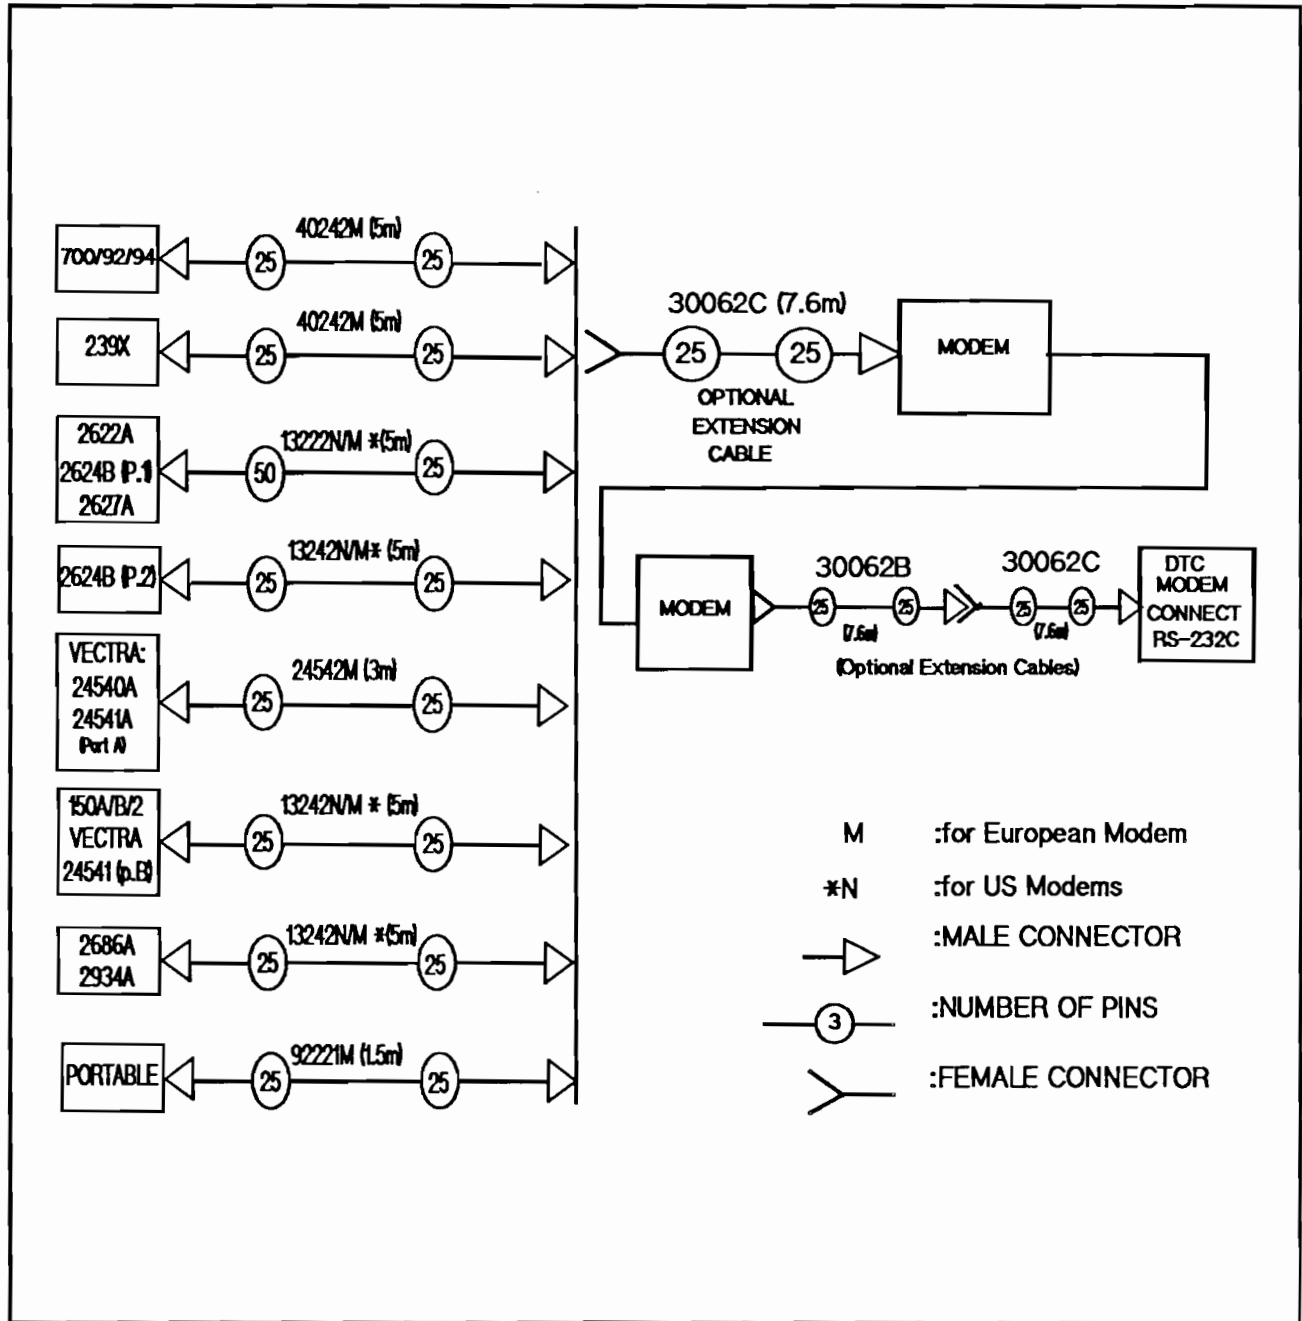 700/92/94
40242M (5m)
25
25
239X
40242M (5m)
25
25
2622A
2624B (P.1)
2627A
13222N/M *(5m)
50
25
2624B (P.2)
13242N/M* (5m)
25
25
VECTRA:
24540A
24541A
(Port A)
24542M (3m)
25
25
150A/B/2
VECTRA
24541 (p.B)
13242N/M * (5m)
25
25
2686A
2934A
13242N/M *(5m)
25
25
PORTABLE
92221M (1.5m)
25
25
30062C (7.6m)
25
25
OPTIONAL
EXTENSION
CABLE
MODEM
MODEM
30062B
25
25
(7.6m)
30062C
25
25
(7.6m)
(Optional Extension Cables)
DTC
MODEM
CONNECT
RS-232C
M :for European Modem
*N :for US Modems
:MALE CONNECTOR
3 :NUMBER OF PINS
:FEMALE CONNECTOR